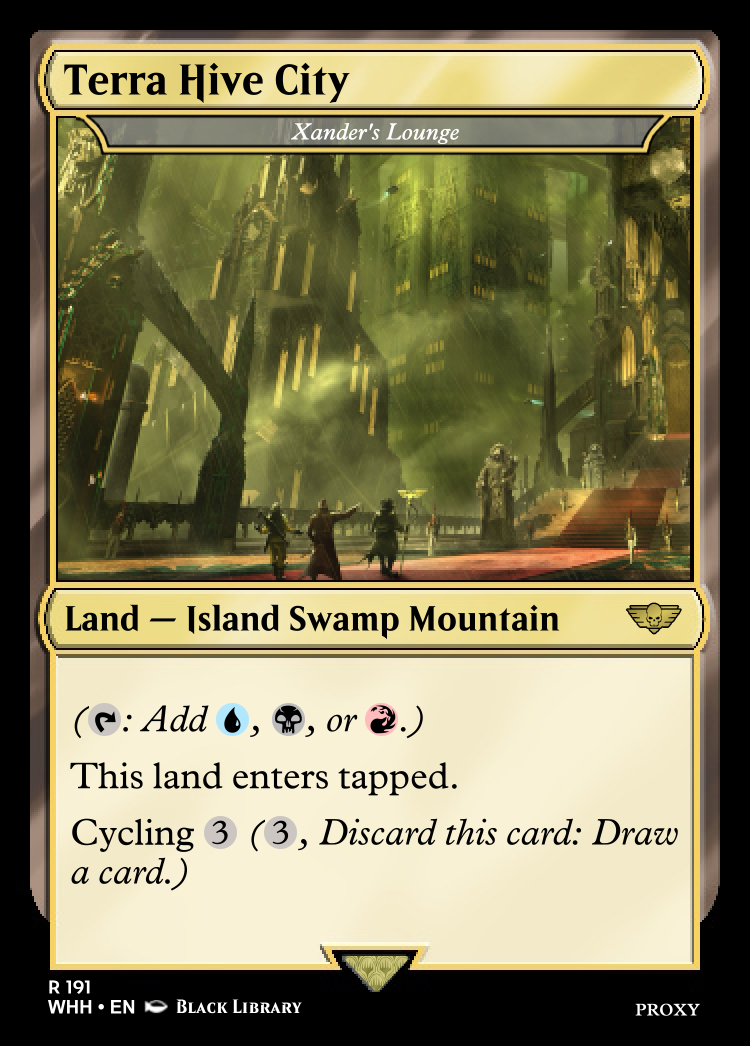 Terra Hive City
Xander's Lounge
Land — Island Swamp Mountain
(: Add , , or .)
This land enters tapped.
Cycling 3 (3, Discard this card: Draw
a card.)
R 191
WHH • EN BLACK LIBRARY
PROXY